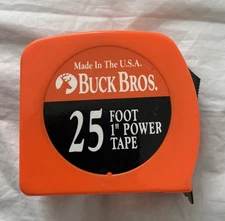 Made In The U.S.A.
BUCK BROS.
25 FOOT
1" POWER
TAPE